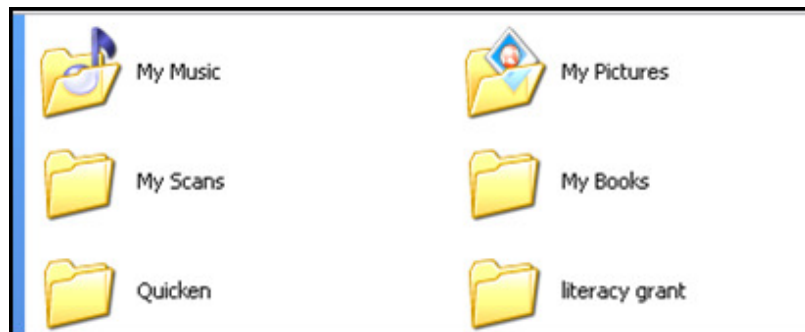 My Music
My Pictures
My Scans
My Books
Quicken
literacy grant